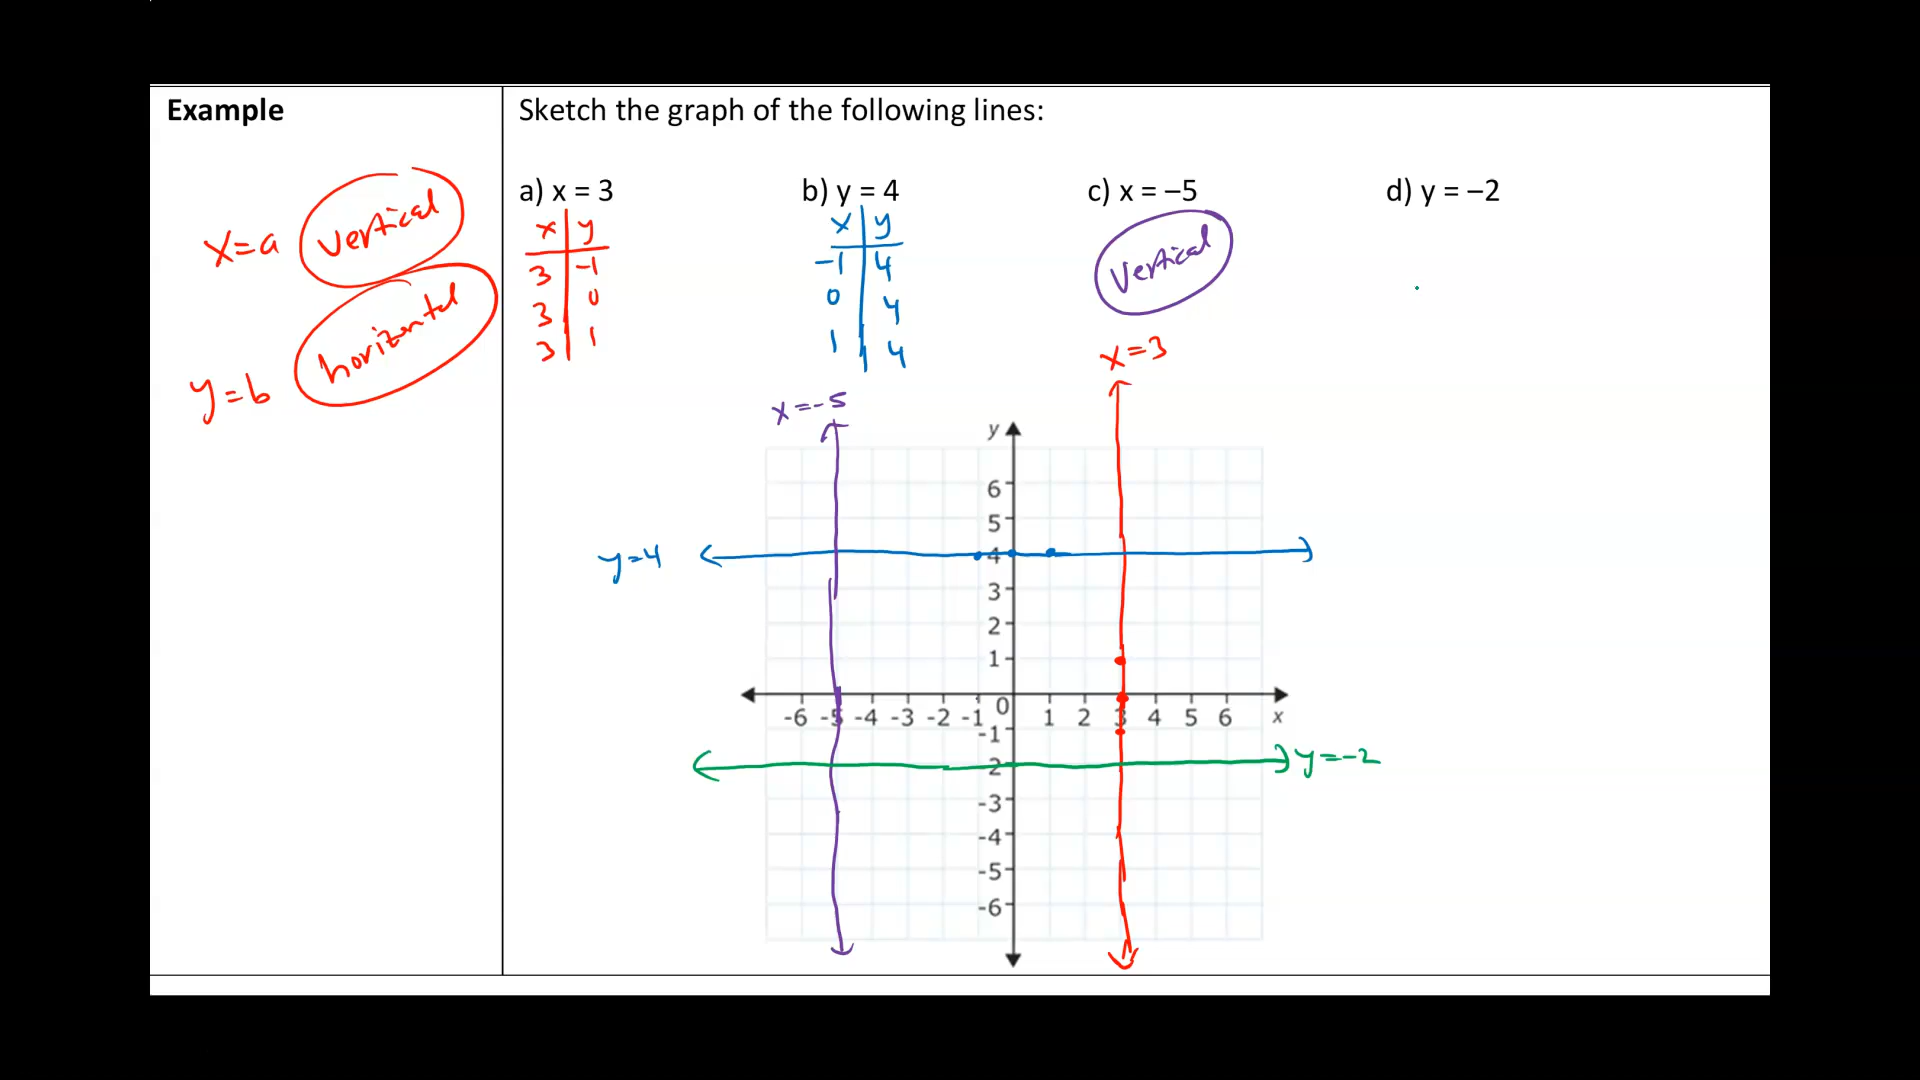 Example
Sketch the graph of the following lines:
a) x = 3
b) y = 4
c) x = –5
d) y = –2
x=a vertical
y=b horizontal
x y
3 -1
3 0
3 1
x y
-1 4
0 4
1 4
vertical
x=3
x=-5
y
6
5
y=4
4
3
2
1
-6 -5 -4 -3 -2 -1 0 1 2 3 4 5 6 x
-1
-2
y=-2
-3
-4
-5
-6